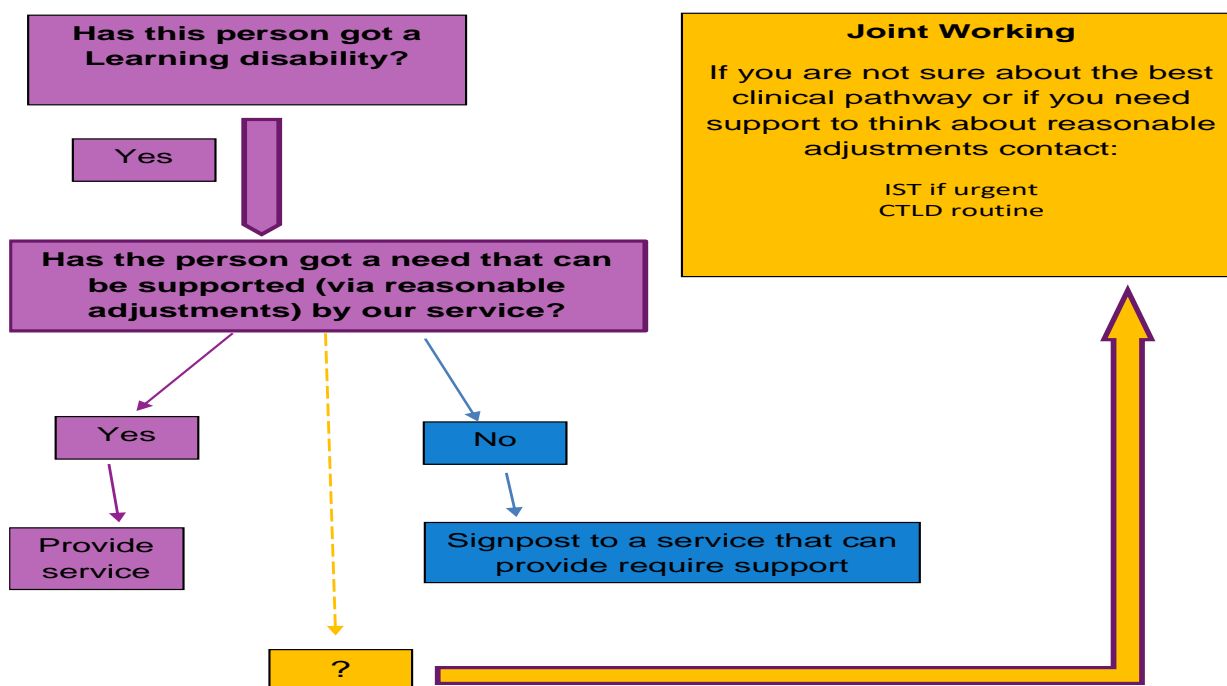 Has this person got a
Learning disability?
Yes
Has the person got a need that can
be supported (via reasonable
adjustments) by our service?
Yes
No
Provide
service
Signpost to a service that can
provide require support
?
Joint Working
If you are not sure about the best
clinical pathway or if you need
support to think about reasonable
adjustments contact:
IST if urgent
CTLD routine